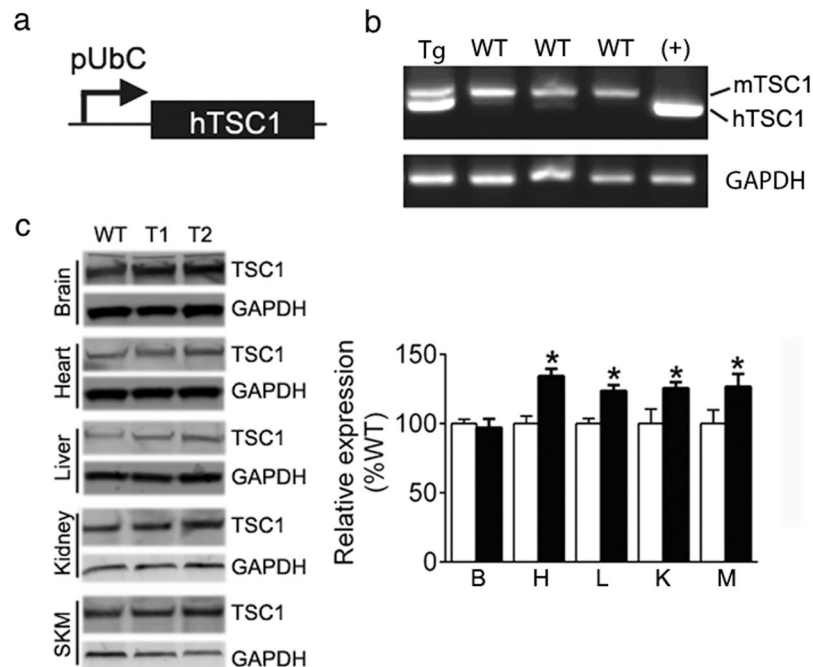 a
pUbC
hTSC1
b
Tg WT WT WT (+)
mTSC1
hTSC1
GAPDH
c
WT T1 T2
Brain
TSC1
GAPDH
Heart
TSC1
GAPDH
Liver
TSC1
GAPDH
Kidney
TSC1
GAPDH
SKM
TSC1
GAPDH
Relative expression
(%WT)
150
100
50
0
* * * *
B H L K M